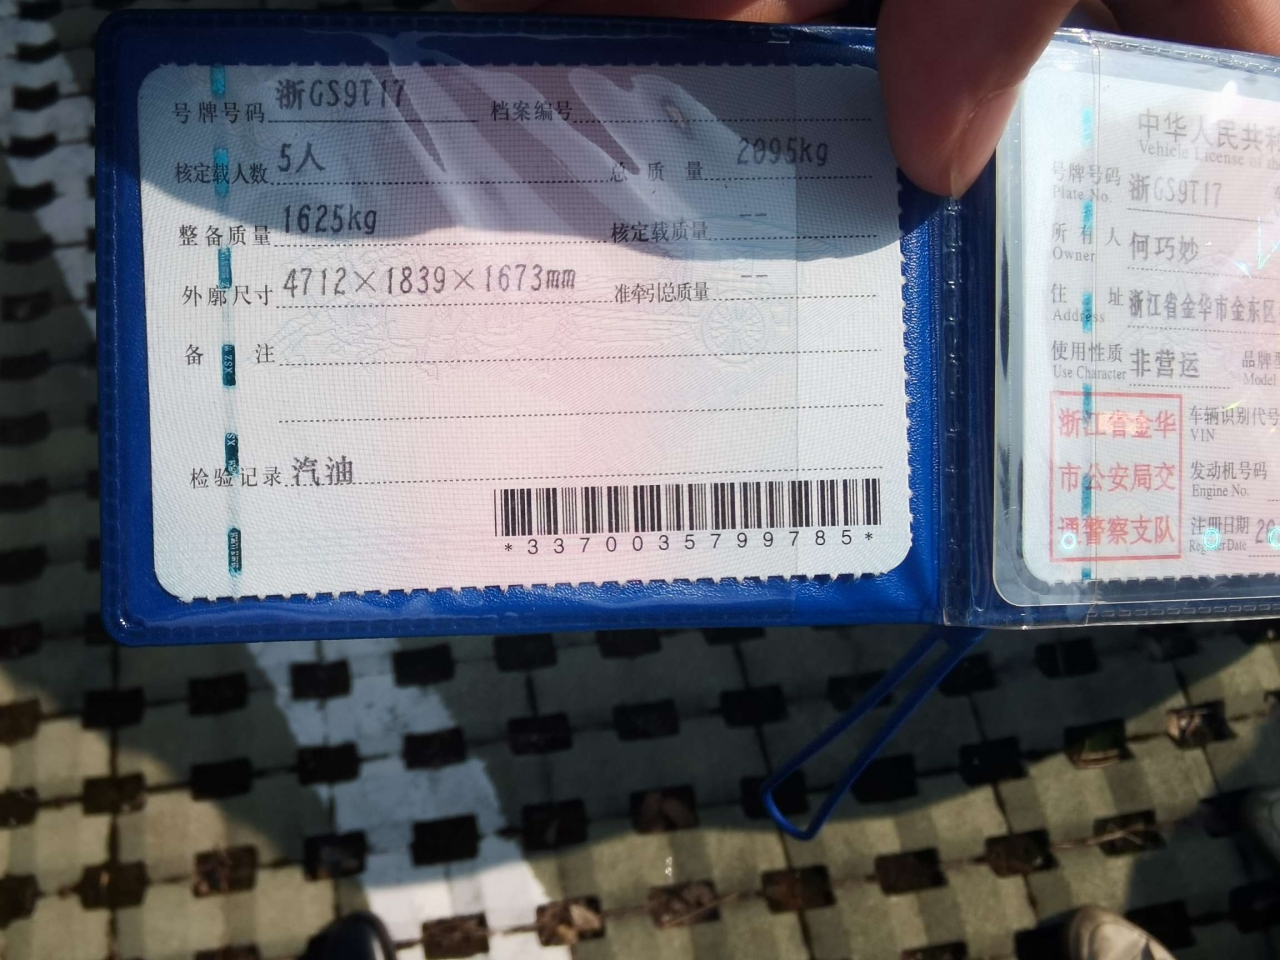 号牌号码 浙GS9T17 档案编号
核定载人数 5人 总质量 2095kg
整备质量 1625kg 核定载质量 --
外廓尺寸 4712×1839×1673mm 准牵引总质量 --
备注
检验记录 汽油
*3370035799785*
中华人民共和
Vehicle License of
号牌号码 浙GS9T17
Plate No.
所有人 何巧妙
Owner
住址 浙江省金华市金东区
Address
使用性质 非营运 品牌型
Use Character Model
浙江省金华
市公安局交
通警察支队
车辆识别代号
VIN
发动机号码
Engine No.
注册日期 20
Register Date